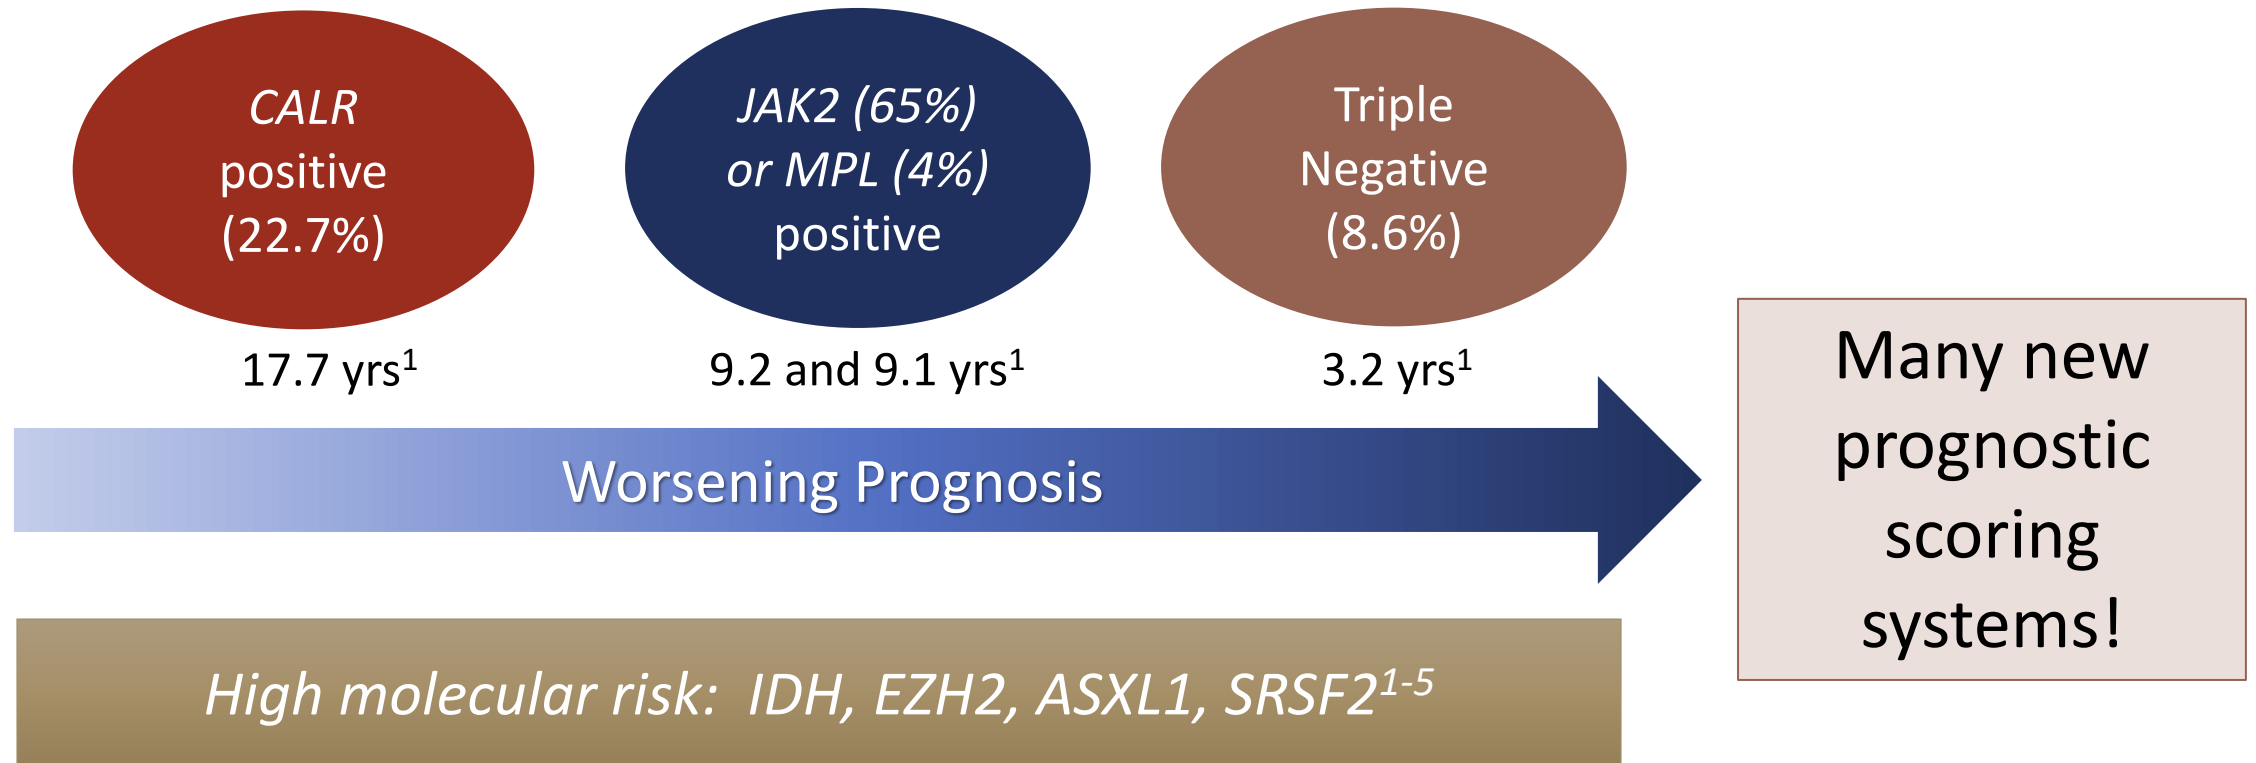 CALR
positive
(22.7%)
JAK2 (65%)
or MPL (4%)
positive
Triple
Negative
(8.6%)
17.7 yrs¹
9.2 and 9.1 yrs¹
3.2 yrs¹
Worsening Prognosis
High molecular risk: IDH, EZH2, ASXL1, SRSF2¹⁻⁵
Many new
prognostic
scoring
systems!